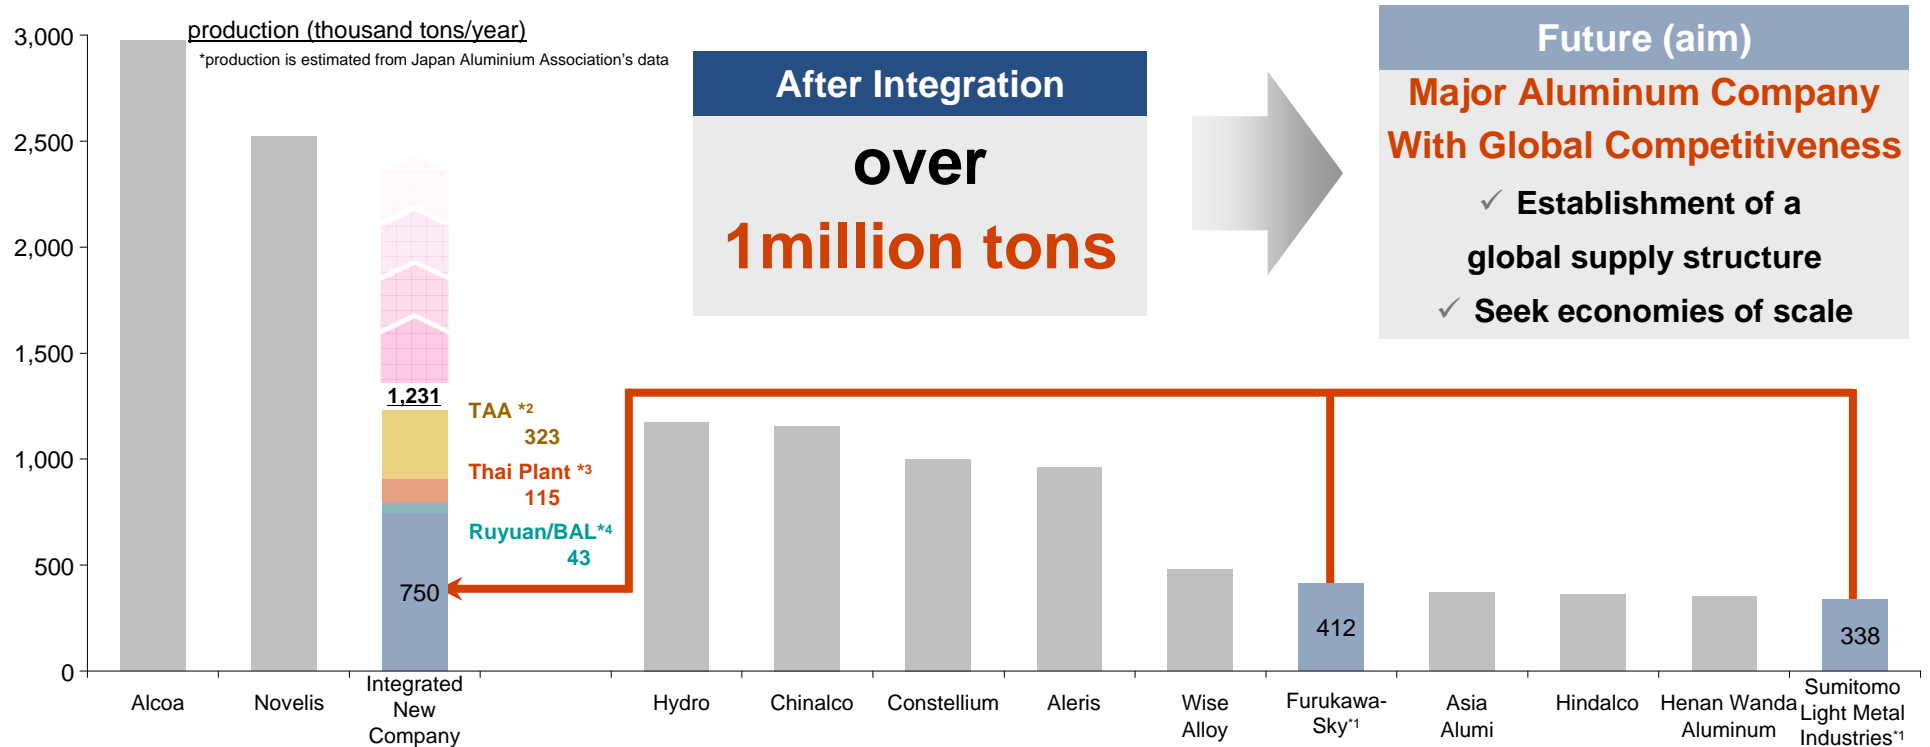 production (thousand tons/year)
*production is estimated from Japan Aluminium Association's data
3,000
2,500
2,000
1,500
1,000
500
0
After Integration
over
1million tons
Future (aim)
Major Aluminum Company
With Global Competitiveness
✓ Establishment of a
global supply structure
✓ Seek economies of scale
1,231
TAA *2
323
Thai Plant *3
115
Ruyuan/BAL*4
43
750
412
338
Alcoa
Novelis
Integrated
New
Company
Hydro
Chinalco
Constellium
Aleris
Wise
Alloy
Furukawa-
Sky*1
Asia
Alumi
Hindalco
Henan Wanda
Aluminum
Sumitomo
Light Metal
Industries*1